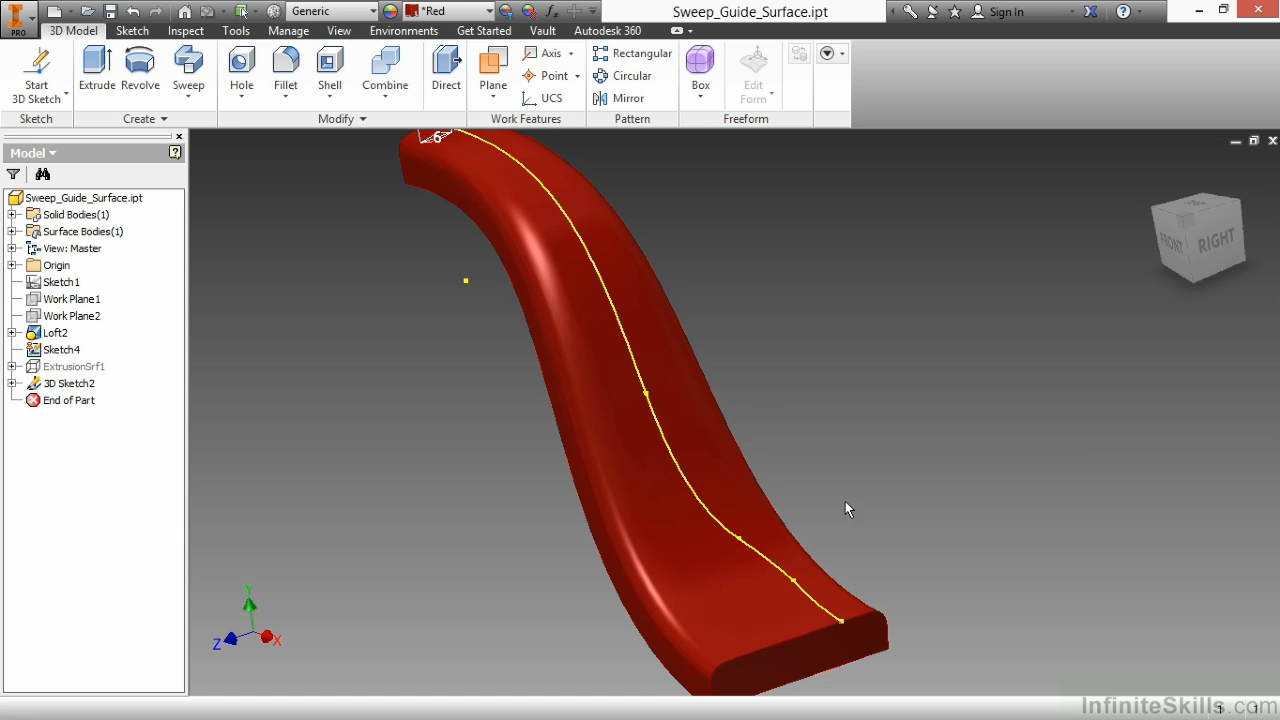 Generic
*Red
Sweep_Guide_Surface.ipt
Sign In
PRO
3D Model Sketch Inspect Tools Manage View Environments Get Started Vault Autodesk 360
Start
3D Sketch
Extrude
Revolve
Sweep
Hole
Fillet
Shell
Combine
Direct
Plane
Axis
Point
UCS
Rectangular
Circular
Mirror
Box
Edit
Form
Sketch
Create
Modify
Work Features
Pattern
Freeform
Model
Sweep_Guide_Surface.ipt
Solid Bodies(1)
Surface Bodies(1)
View: Master
Origin
Sketch1
Work Plane1
Work Plane2
Loft2
Sketch4
ExtrusionSrf1
3D Sketch2
End of Part
6
FRONT
RIGHT
Y
Z
X
InfiniteSkills.com